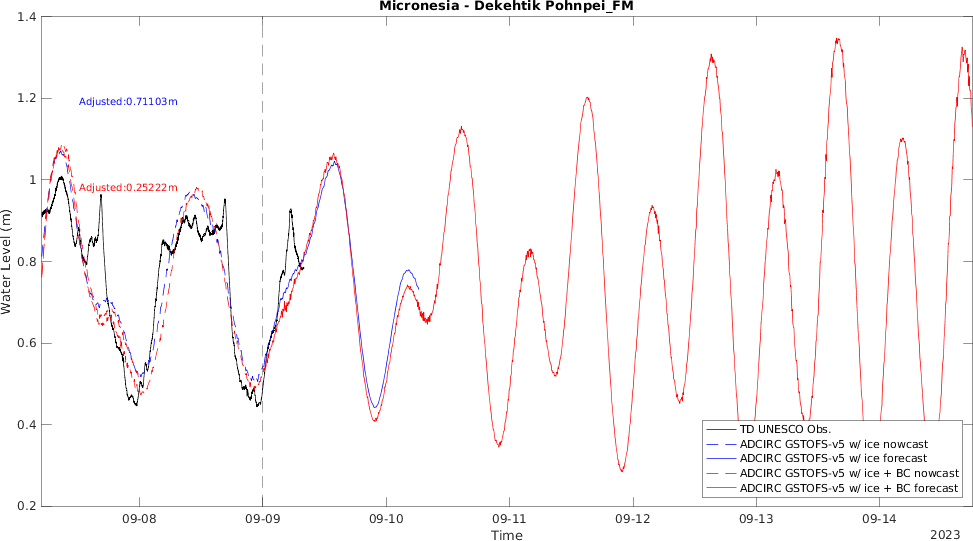 Micronesia - Dekehtik Pohnpei_FM
1.4
1.2
1
0.8
0.6
0.4
0.2
Water Level (m)
Adjusted:0.71103m
Adjusted:0.25222m
TD UNESCO Obs.
ADCIRC GSTOFS-v5 w/ ice nowcast
ADCIRC GSTOFS-v5 w/ ice forecast
ADCIRC GSTOFS-v5 w/ ice + BC nowcast
ADCIRC GSTOFS-v5 w/ ice + BC forecast
09-08 09-09 09-10 09-11 09-12 09-13 09-14
Time
2023